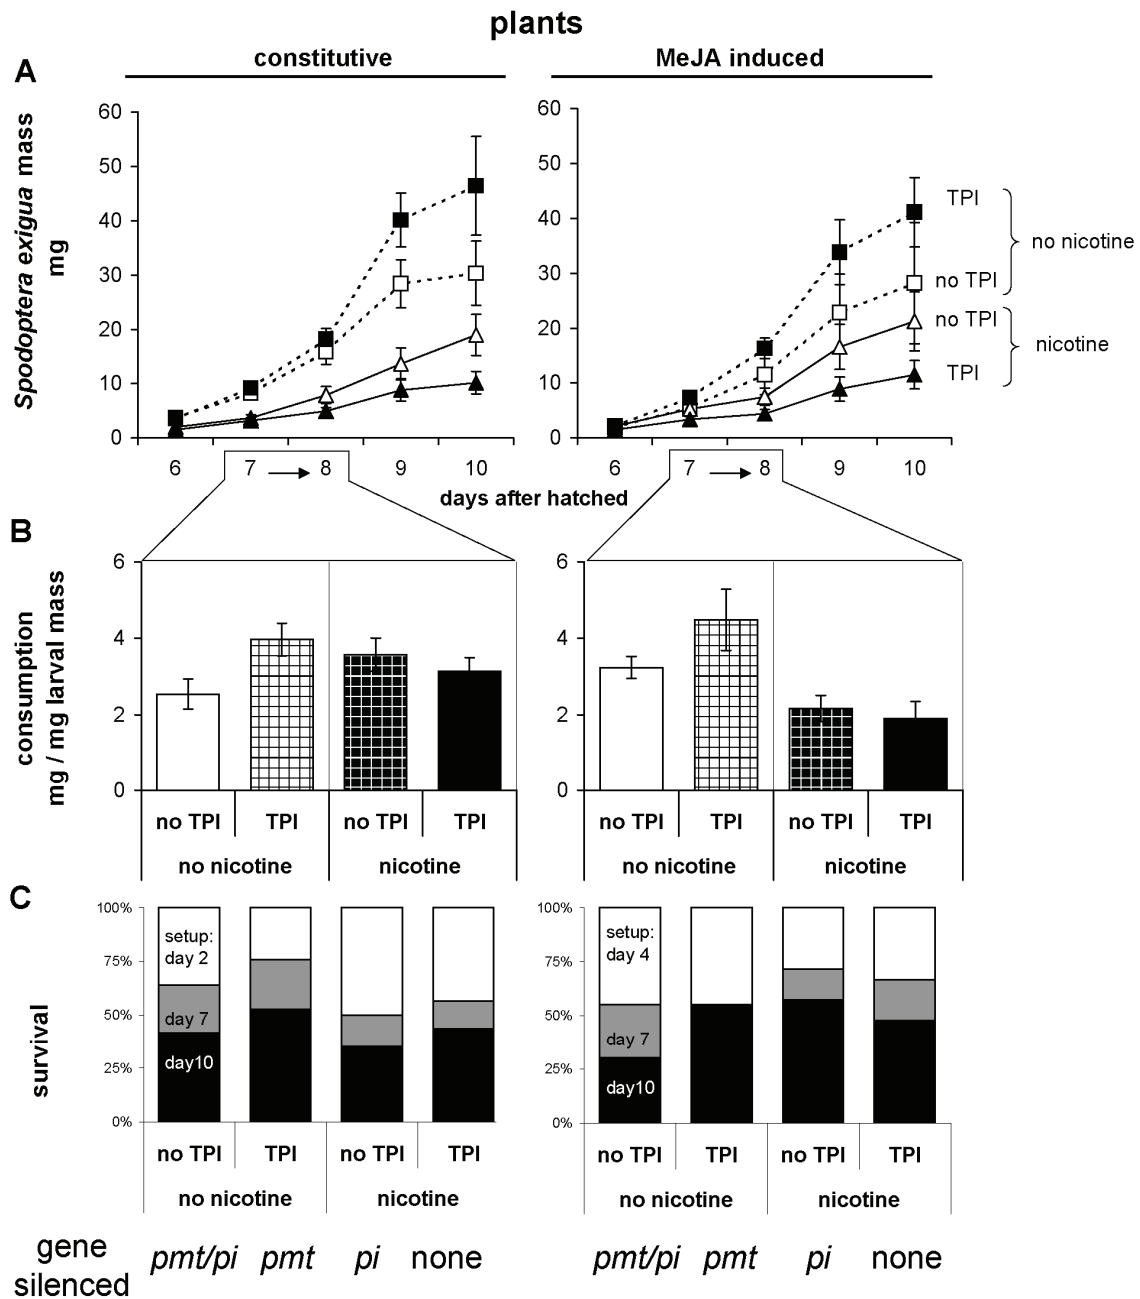 plants
constitutive
MeJA induced
A
Spodoptera exigua mass
mg
60
50
40
30
20
10
0
60
50
40
30
20
10
0
TPI
no TPI
no nicotine
no TPI
TPI
nicotine
6 7 8 9 10
6 7 8 9 10
days after hatched
B
consumption
mg / mg larval mass
6
4
2
0
6
4
2
0
no TPI TPI no TPI TPI
no nicotine nicotine
no TPI TPI no TPI TPI
no nicotine nicotine
C
survival
100%
75%
50%
25%
0%
setup:
day 2
day 7
day10
100%
75%
50%
25%
0%
setup:
day 4
day 7
day10
no TPI TPI no TPI TPI
no nicotine nicotine
no TPI TPI no TPI TPI
no nicotine nicotine
gene
silenced
pmt/pi pmt pi none
pmt/pi pmt pi none